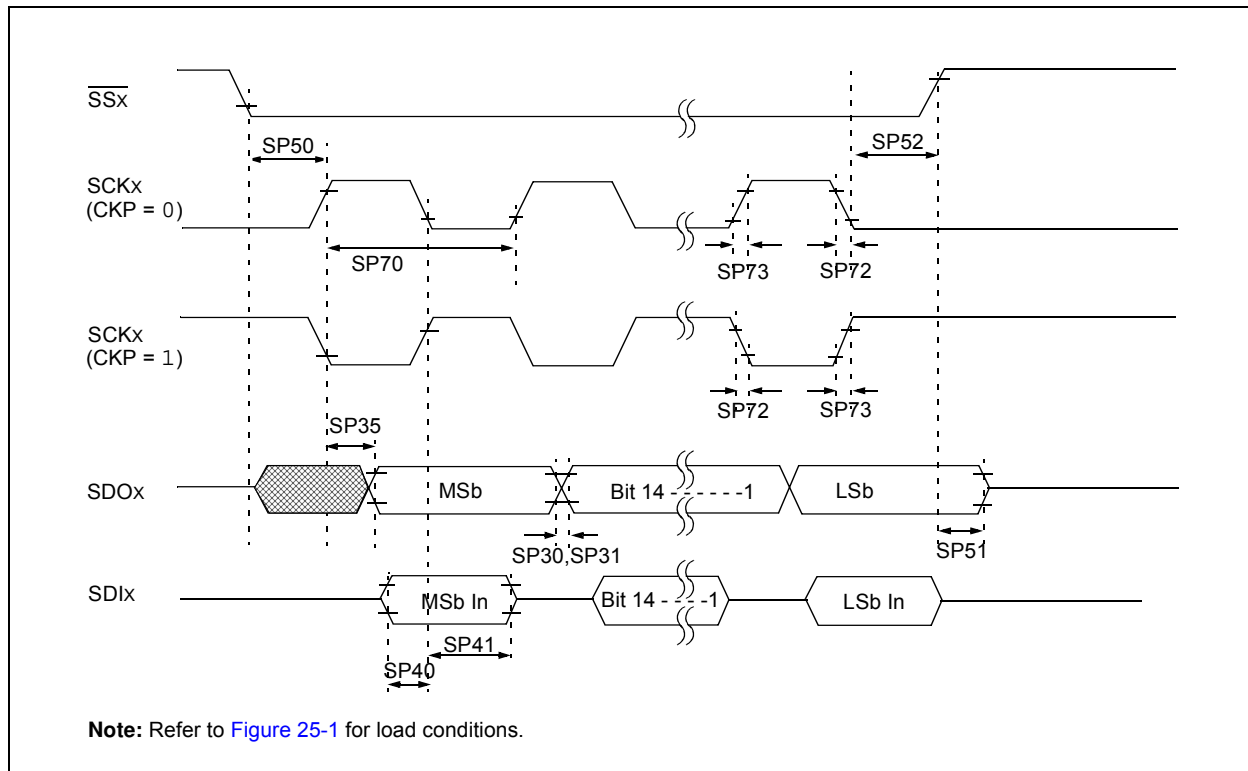 SSx
SP50
SP52
SCKx
(CKP = 0)
SP70
SP73
SP72
SCKx
(CKP = 1)
SP72
SP73
SP35
SDOx
MSb
Bit 14 - - - - - -1
LSb
SP30,SP31
SP51
SDIx
MSb In
Bit 14 - - - -1
LSb In
SP41
SP40
Note: Refer to Figure 25-1 for load conditions.